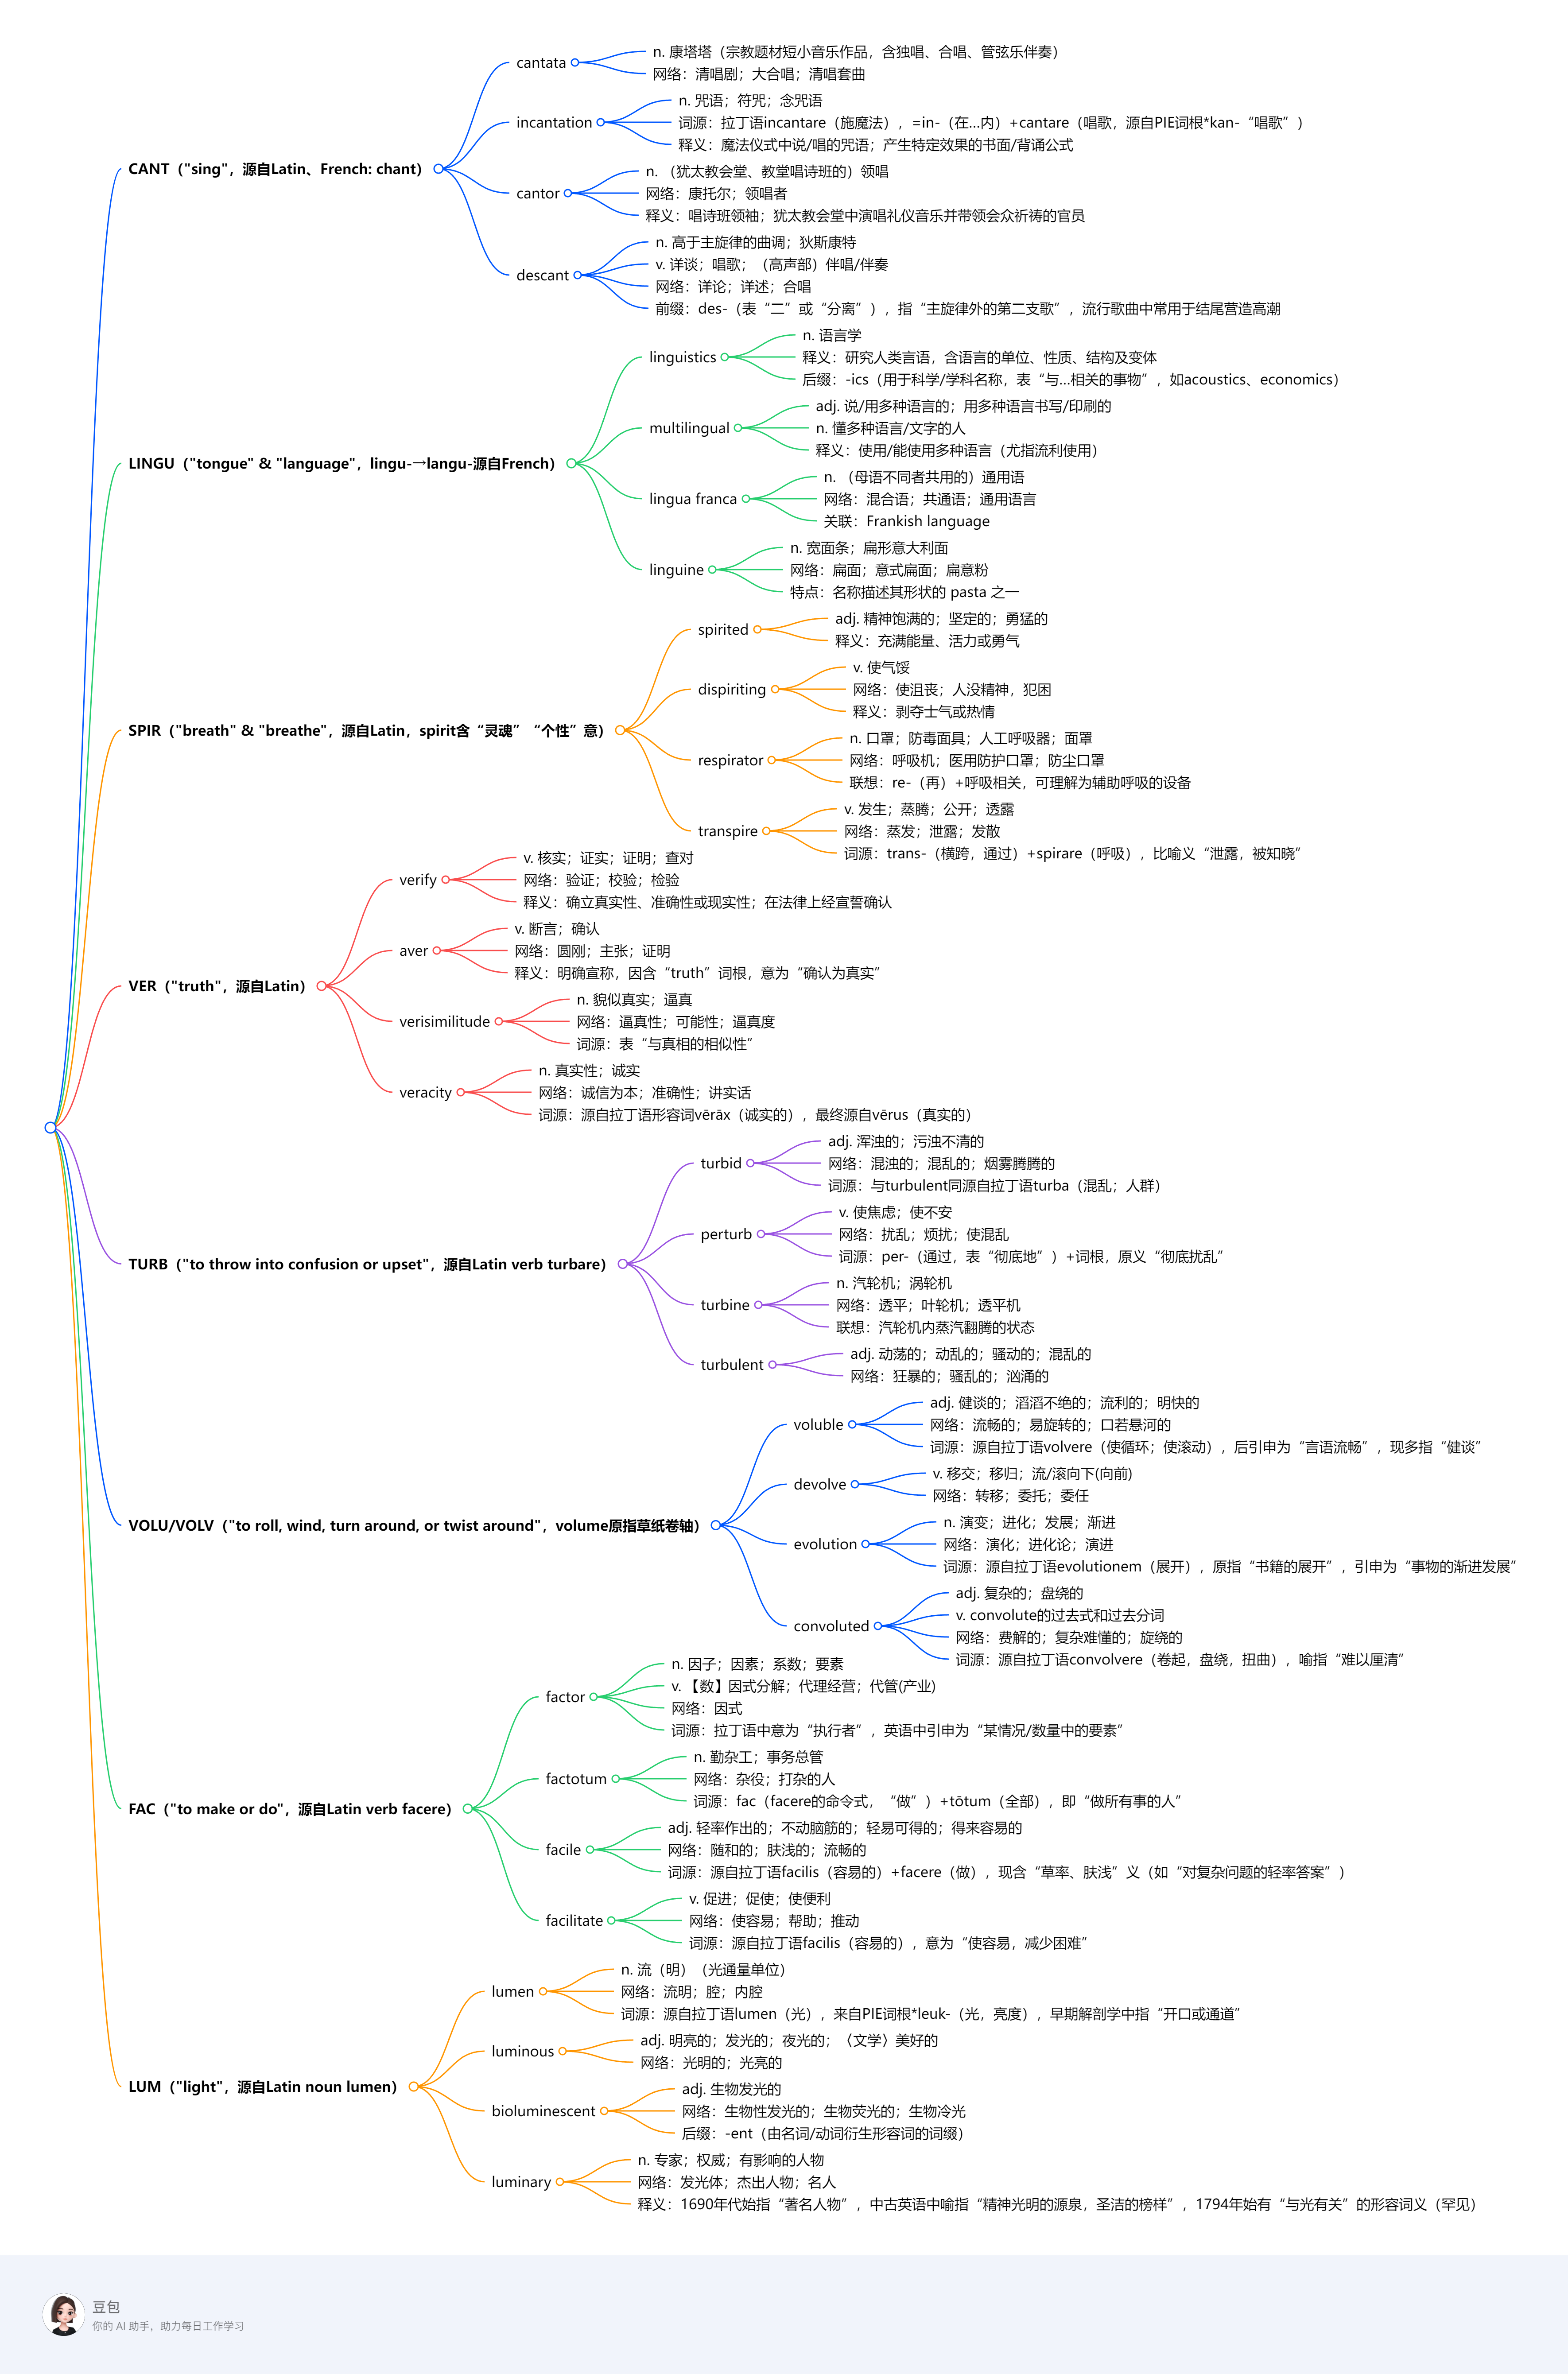 CANT（"sing"，源自Latin、French: chant）
cantata
n. 康塔塔（宗教题材短小音乐作品，含独唱、合唱、管弦乐伴奏）
网络：清唱剧；大合唱；清唱套曲
incantation
n. 咒语；符咒；念咒语
词源：拉丁语incantare（施魔法），=in-（在...内）+cantare（唱歌，源自PIE词根*kan-“唱歌”）
释义：魔法仪式中说/唱的咒语；产生特定效果的书面/背诵公式
cantor
n. （犹太教会堂、教堂唱诗班的）领唱
网络：康托尔；领唱者
释义：唱诗班领袖；犹太教会堂中演唱礼仪音乐并带领会众祈祷的官员
descant
n. 高于主旋律的曲调；狄斯康特
v. 详谈；唱歌；（高声部）伴唱/伴奏
网络：详论；详述；合唱
前缀：des-（表“二”或“分离”），指“主旋律外的第二支歌”，流行歌曲中常用于结尾营造高潮
LINGU（"tongue" & "language"，lingu-→langu-源自French）
linguistics
n. 语言学
释义：研究人类言语，含语言的单位、性质、结构及变体
后缀：-ics（用于科学/学科名称，表“与...相关的事物”，如acoustics、economics）
multilingual
adj. 说/用多种语言的；用多种语言书写/印刷的
n. 懂多种语言/文字的人
释义：使用/能使用多种语言（尤指流利使用）
lingua franca
n. （母语不同者共用的）通用语
网络：混合语；共通语；通用语言
关联：Frankish language
linguine
n. 宽面条；扁形意大利面
网络：扁面；意式扁面；扁意粉
特点：名称描述其形状的 pasta 之一
SPIR（"breath" & "breathe"，源自Latin，spirit含“灵魂”“个性”意）
spirited
adj. 精神饱满的；坚定的；勇猛的
释义：充满能量、活力或勇气
dispiriting
v. 使气馁
网络：使沮丧；人没精神，犯困
释义：剥夺士气或热情
respirator
n. 口罩；防毒面具；人工呼吸器；面罩
网络：呼吸机；医用防护口罩；防尘口罩
联想：re-（再）+呼吸相关，可理解为辅助呼吸的设备
transpire
v. 发生；蒸腾；公开；透露
网络：蒸发；泄露；发散
词源：trans-（横跨，通过）+spirare（呼吸），比喻义“泄露，被知晓”
VER（"truth"，源自Latin）
verify
v. 核实；证实；证明；查对
网络：验证；校验；检验
释义：确立真实性、准确性或现实性；在法律上经宣誓确认
aver
v. 断言；确认
网络：圆刚；主张；证明
释义：明确宣称，因含“truth”词根，意为“确认为真实”
verisimilitude
n. 貌似真实；逼真
网络：逼真性；可能性；逼真度
词源：表“与真相的相似性”
veracity
n. 真实性；诚实
网络：诚信为本；准确性；讲实话
词源：源自拉丁语形容词vērāx（诚实的），最终源自vērus（真实的）
TURB（"to throw into confusion or upset"，源自Latin verb turbare）
turbid
adj. 浑浊的；污浊不清的
网络：混浊的；混乱的；烟雾腾腾的
词源：与turbulent同源自拉丁语turba（混乱；人群）
perturb
v. 使焦虑；使不安
网络：扰乱；烦扰；使混乱
词源：per-（通过，表“彻底地”）+词根，原义“彻底扰乱”
turbine
n. 汽轮机；涡轮机
网络：透平；叶轮机；透平机
联想：汽轮机内蒸汽翻腾的状态
turbulent
adj. 动荡的；动乱的；骚动的；混乱的
网络：狂暴的；骚乱的；汹涌的
VOLU/VOLV（"to roll, wind, turn around, or twist around"，volume原指草纸卷轴）
voluble
adj. 健谈的；滔滔不绝的；流利的；明快的
网络：流畅的；易旋转的；口若悬河的
词源：源自拉丁语volvere（使循环；使滚动），后引申为“言语流畅”，现多指“健谈”
devolve
v. 移交；移归；流/滚向下(向前)
网络：转移；委托；委任
evolution
n. 演变；进化；发展；渐进
网络：演化；进化论；演进
词源：源自拉丁语evolutionem（展开），原指“书籍的展开”，引申为“事物的渐进发展”
convoluted
adj. 复杂的；盘绕的
v. convolute的过去式和过去分词
网络：费解的；复杂难懂的；旋绕的
词源：源自拉丁语convolvere（卷起，盘绕，扭曲），喻指“难以厘清”
FAC（"to make or do"，源自Latin verb facere）
factor
n. 因子；因素；系数；要素
v. 【数】因式分解；代理经营；代管(产业)
网络：因式
词源：拉丁语中意为“执行者”，英语中引申为“某情况/数量中的要素”
factotum
n. 勤杂工；事务总管
网络：杂役；打杂的人
词源：fac（facere的命令式，“做”）+tōtum（全部），即“做所有事的人”
facile
adj. 轻率作出的；不动脑筋的；轻易可得的；得来容易的
网络：随和的；肤浅的；流畅的
词源：源自拉丁语facilis（容易的）+facere（做），现含“草率、肤浅”义（如“对复杂问题的轻率答案”）
facilitate
v. 促进；促使；使便利
网络：使容易；帮助；推动
词源：源自拉丁语facilis（容易的），意为“使容易，减少困难”
LUM（"light"，源自Latin noun lumen）
lumen
n. 流（明）（光通量单位）
网络：流明；腔；内腔
词源：源自拉丁语lumen（光），来自PIE词根*leuk-（光，亮度），早期解剖学中指“开口或通道”
luminous
adj. 明亮的；发光的；夜光的；〈文学〉美好的
网络：光明的；光亮的
bioluminescent
adj. 生物发光的
网络：生物性发光的；生物荧光的；生物冷光
后缀：-ent（由名词/动词衍生形容词的词缀）
luminary
n. 专家；权威；有影响的人物
网络：发光体；杰出人物；名人
释义：1690年代始指“著名人物”，中古英语中喻指“精神光明的源泉，圣洁的榜样”，1794年始有“与光有关”的形容词义（罕见）
豆包
你的 AI 助手，助力每日工作学习